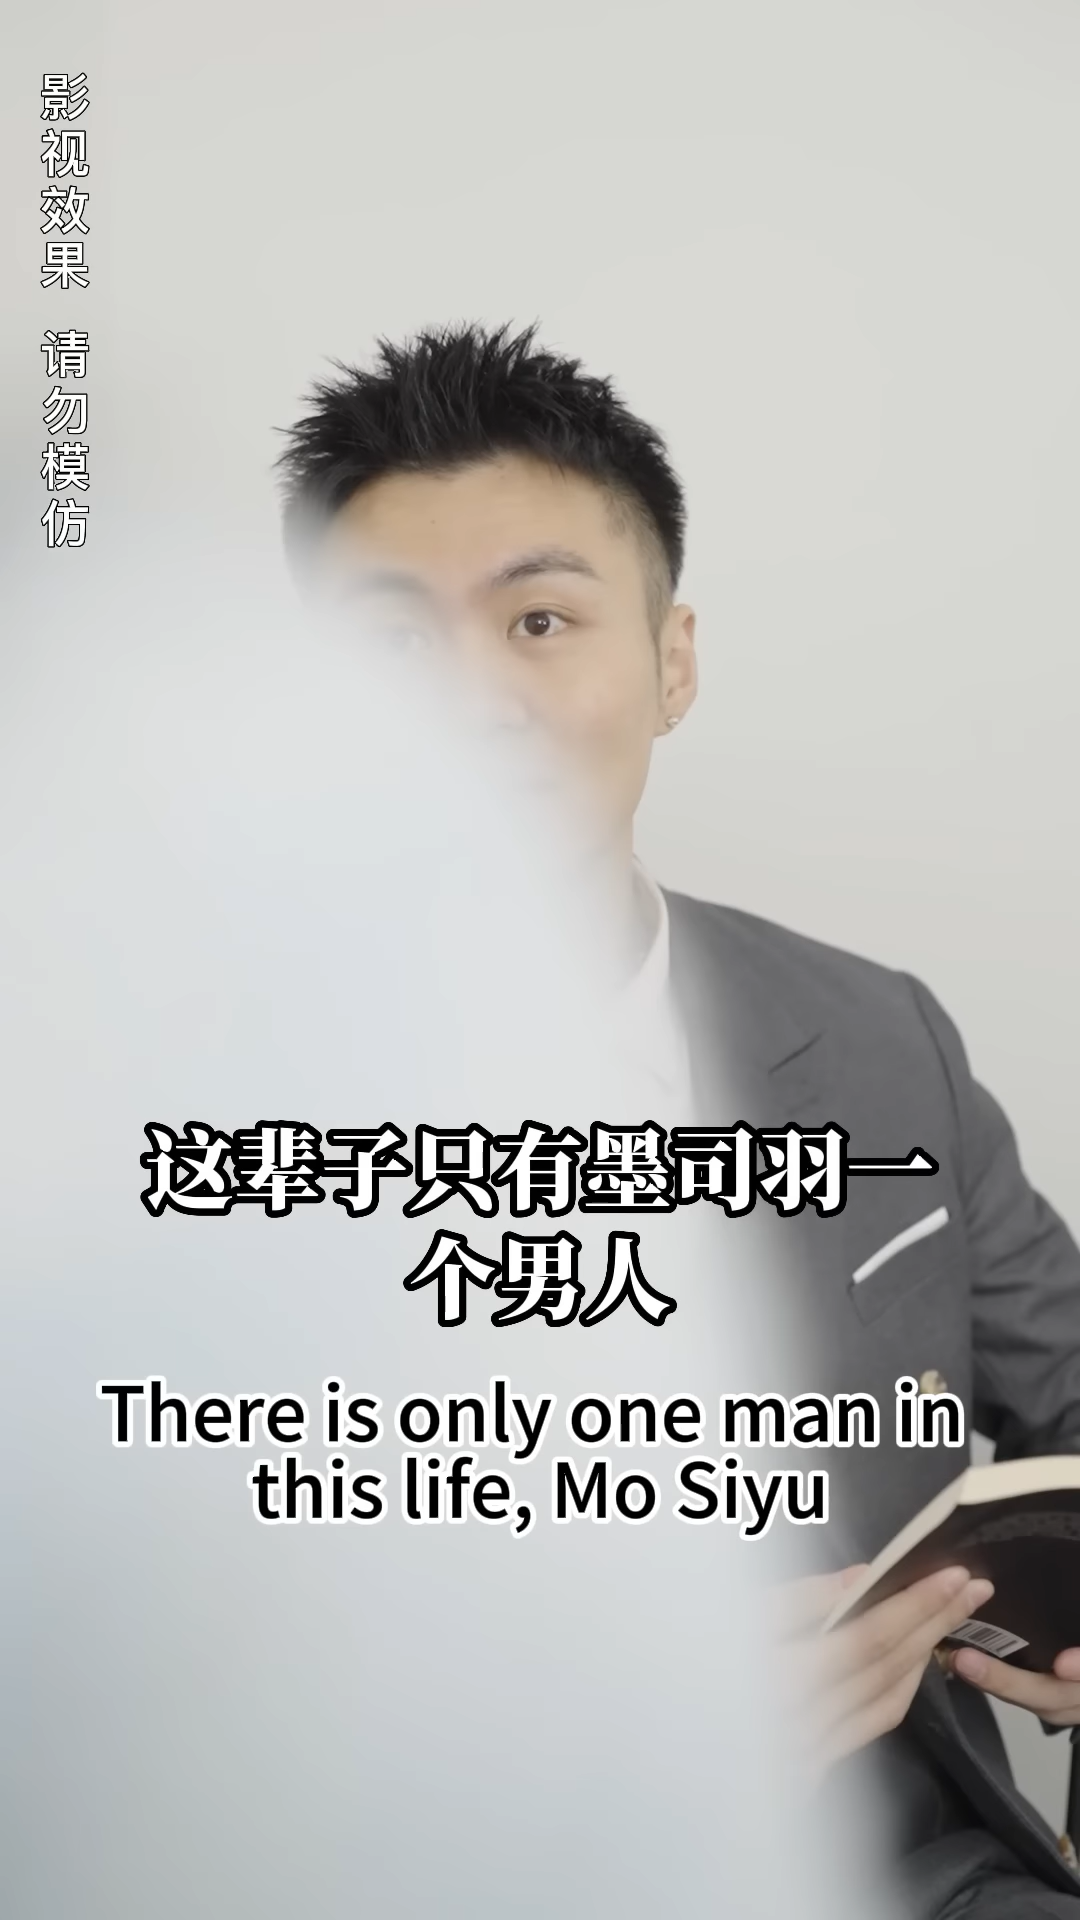 影视效果 请勿模仿
这辈子只有墨司羽一
个男人
There is only one man in
this life, Mo Siyu